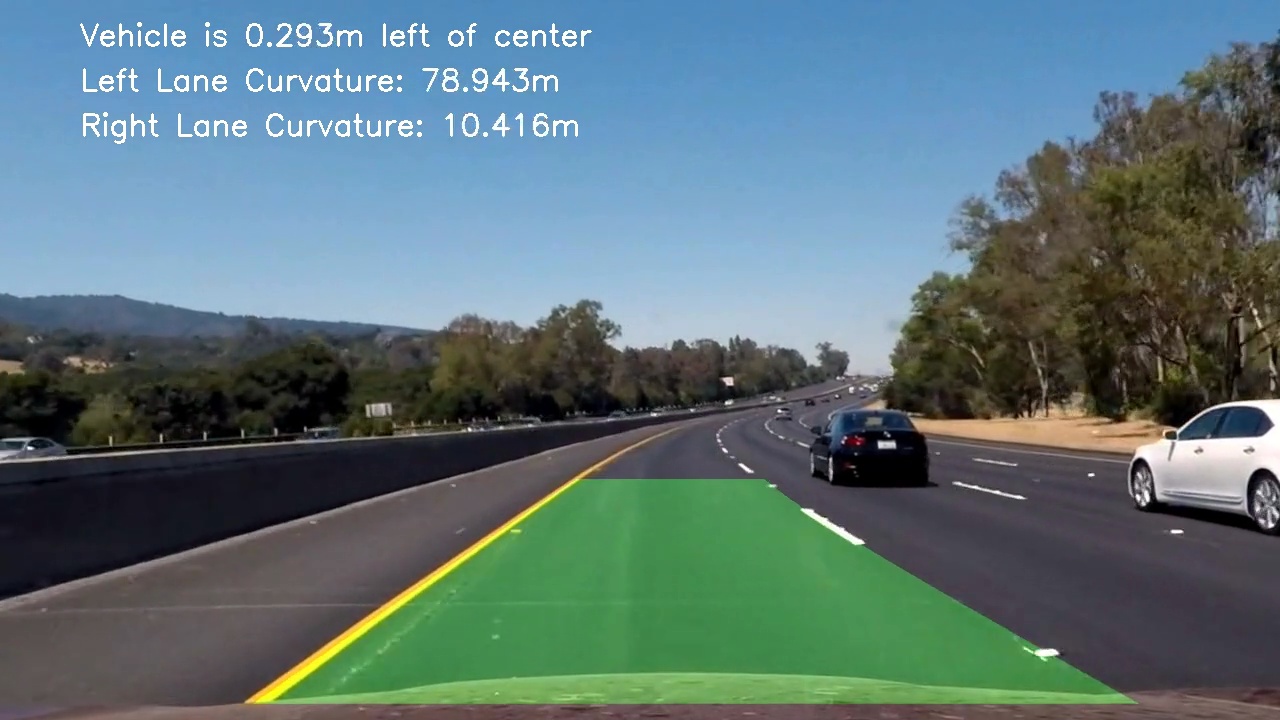 Vehicle is 0.293m left of center
Left Lane Curvature: 78.943m
Right Lane Curvature: 10.416m